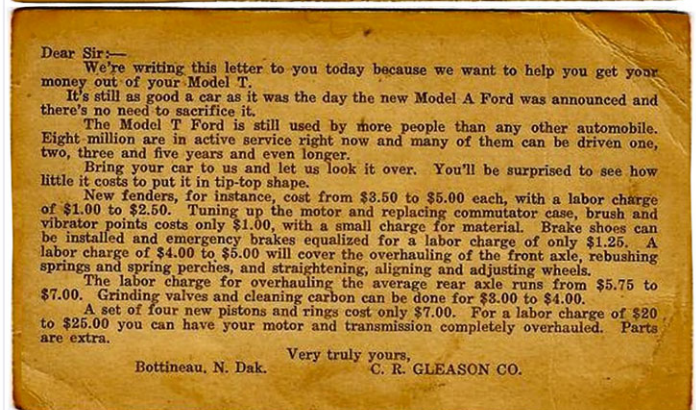 Dear Sir:—
We're writing this letter to you today because we want to help you get your
money out of your Model T.
It's still as good a car as it was the day the new Model A Ford was announced and
there's no need to sacrifice it.
The Model T Ford is still used by more people than any other automobile.
Eight million are in active service right now and many of them can be driven one,
two, three and five years and even longer.
Bring your car to us and let us look it over. You'll be surprised to see how
little it costs to put it in tip-top shape.
New fenders, for instance, cost from $3.50 to $5.00 each, with a labor charge
of $1.00 to $2.50. Tuning up the motor and replacing commutator case, brush and
vibrator points costs only $1.00, with a small charge for material. Brake shoes can
be installed and emergency brakes equalized for a labor charge of only $1.25. A
labor charge of $4.00 to $5.00 will cover the overhauling of the front axle, rebushing
springs and spring perches, and straightening, aligning and adjusting wheels.
The labor charge for overhauling the average rear axle runs from $5.75 to
$7.00. Grinding valves and cleaning carbon can be done for $3.00 to $4.00.
A set of four new pistons and rings cost only $7.00. For a labor charge of $20
to $25.00 you can have your motor and transmission completely overhauled. Parts
are extra.
Very truly yours,
Bottineau, N. Dak. C. R. GLEASON CO.